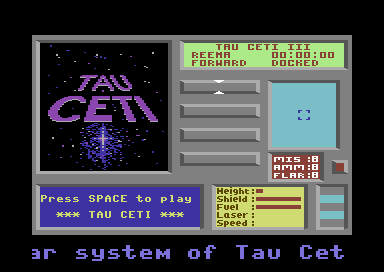 TAU CETI III
REEMA 00:00:00
FORWARD DOCKED
TAU
CETI
MIS:8
AMM:8
FLAR:8
Press SPACE to play
*** TAU CETI ***
Height:
Shield:
Fuel :
Laser:
Speed:
ar system of Tau Cet